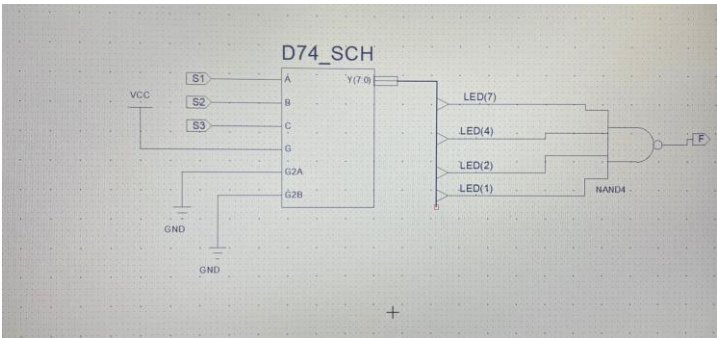 D74_SCH
S1
A
Y(7:0)
VCC
S2
B
S3
C
G
G2A
G2B
GND
GND
LED(7)
LED(4)
LED(2)
LED(1)
NAND4
F